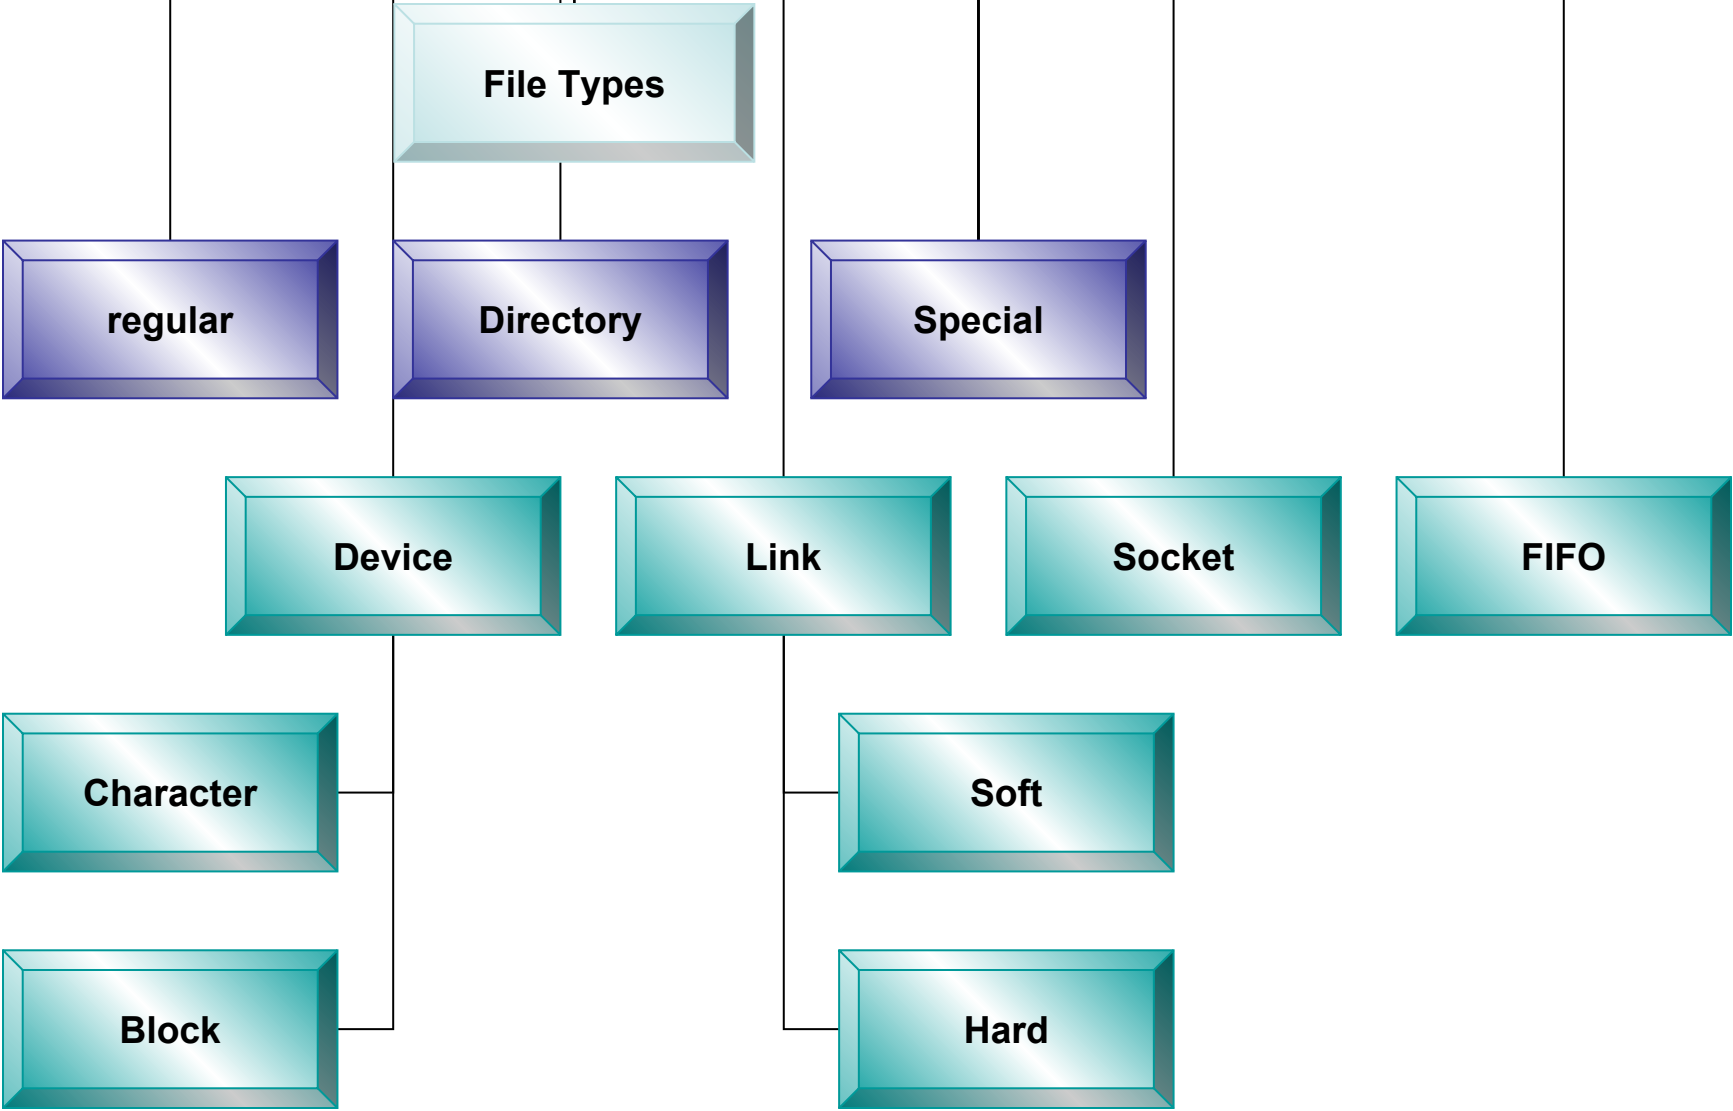 File Types
regular
Directory
Special
Device
Link
Socket
FIFO
Character
Soft
Block
Hard